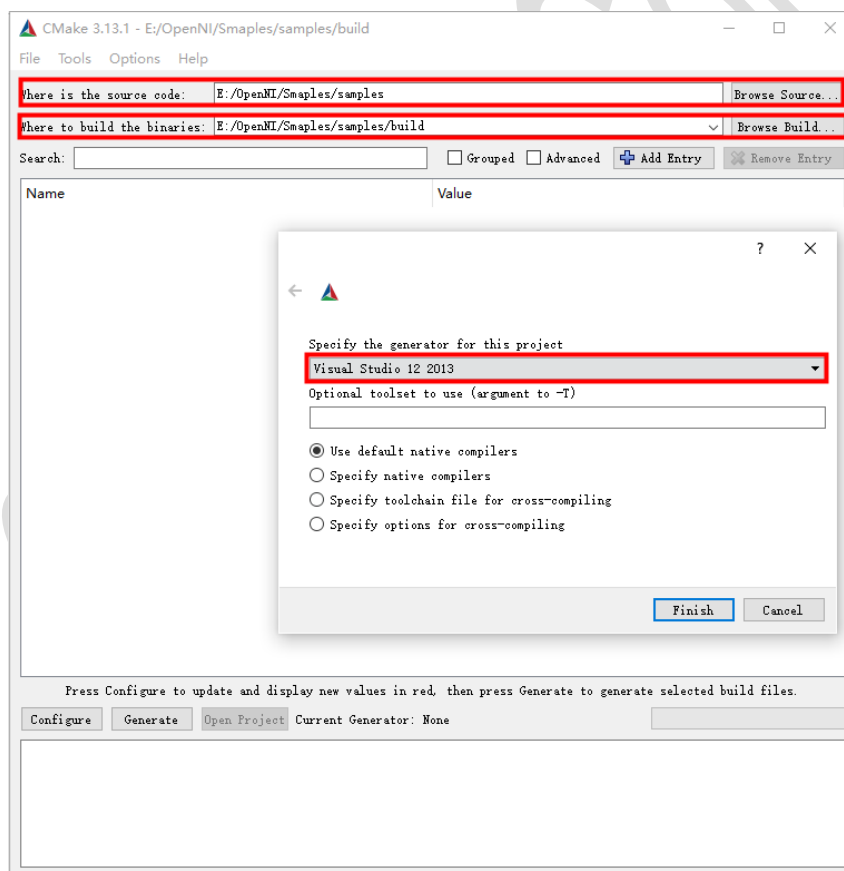 CMake 3.13.1 - E:/OpenNI/Smaples/samples/build
File Tools Options Help
Where is the source code: E:/OpenNI/Smaples/samples Browse Source...
Where to build the binaries: E:/OpenNI/Smaples/samples/build Browse Build...
Search: Grouped Advanced Add Entry Remove Entry
Name Value
?
Specify the generator for this project
Visual Studio 12 2013
Optional toolset to use (argument to -T)
Use default native compilers
Specify native compilers
Specify toolchain file for cross-compiling
Specify options for cross-compiling
Finish Cancel
Press Configure to update and display new values in red, then press Generate to generate selected build files.
Configure Generate Open Project Current Generator: None